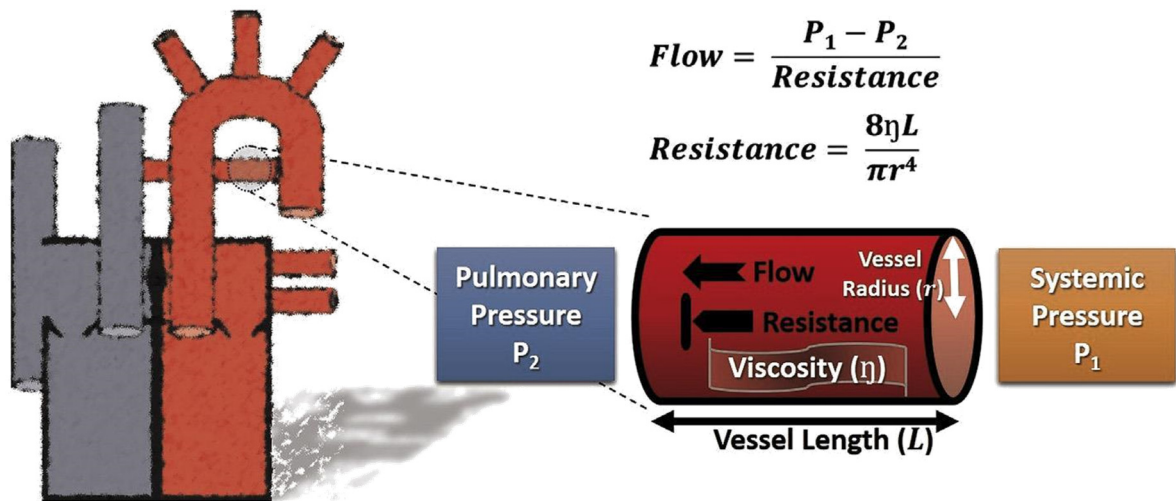 Flow = P₁ − P₂ / Resistance
Resistance = 8ηL / πr⁴
Pulmonary
Pressure
P₂
Flow
Resistance
Viscosity (η)
Vessel
Radius (r)
Vessel Length (L)
Systemic
Pressure
P₁